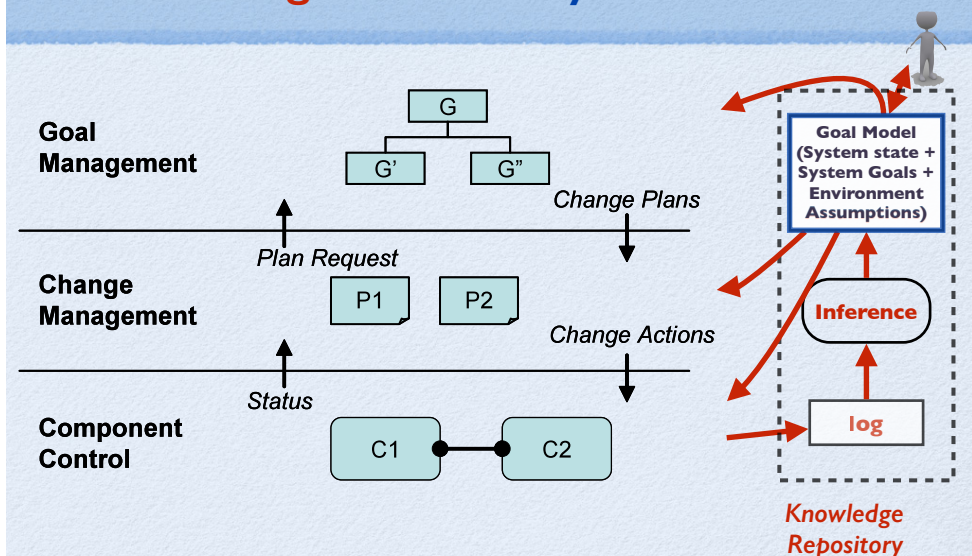 Goal
Management
G
G'
G”
Change Plans
Plan Request
Change
Management
P1
P2
Change Actions
Status
Component
Control
C1
C2
Goal Model
(System state +
System Goals +
Environment
Assumptions)
Inference
log
Knowledge
Repository